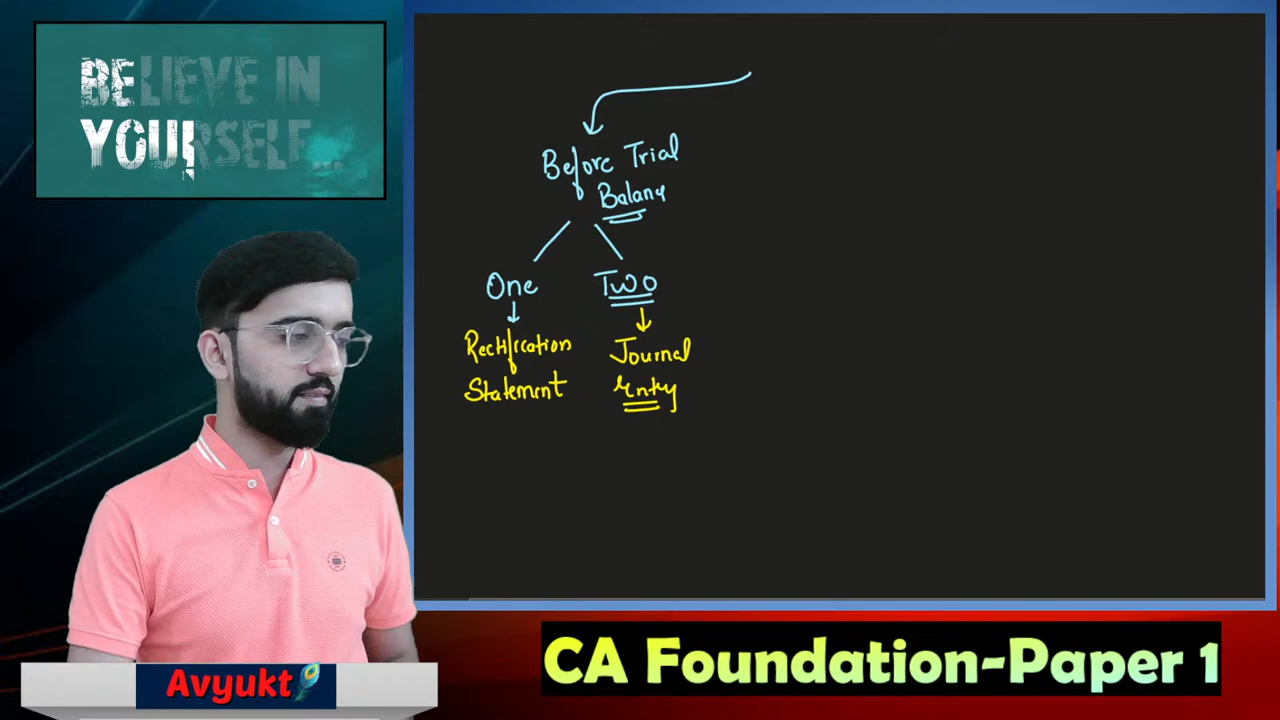 BELIEVE IN
YOURSELF...
Before Trial
Balance
One
Two
Rectification
Statement
Journal
Entry
Avyukt
CA Foundation-Paper 1